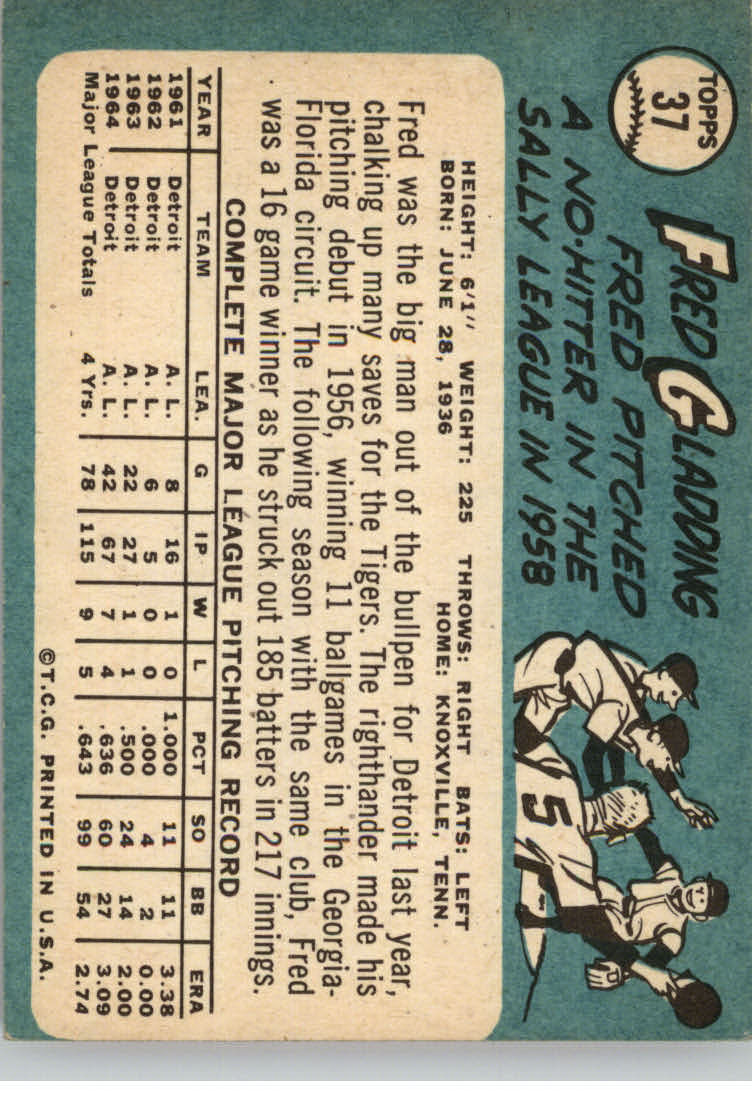 TOPPS
37
FRED GLADDING
FRED PITCHED
A NO-HITTER IN THE
SALLY LEAGUE IN 1958
5
HEIGHT: 6'1" WEIGHT: 225 THROWS: RIGHT BATS: LEFT
BORN: JUNE 28, 1936 HOME: KNOXVILLE, TENN.
Fred was the big man out of the bullpen for Detroit last year,
chalking up many saves for the Tigers. The righthander made his
pitching debut in 1956, winning 11 ballgames in the Georgia-
Florida circuit. The following season with the same club, Fred
was a 16 game winner as he struck out 185 batters in 217 innings.
COMPLETE MAJOR LEAGUE PITCHING RECORD
YEAR TEAM LEA. G IP W L PCT SO BB ERA
1961 Detroit A. L. 8 16 1 0 1.000 11 11 3.38
1962 Detroit A. L. 6 5 0 0 .000 4 2 0.00
1963 Detroit A. L. 22 27 1 1 .500 24 14 2.00
1964 Detroit A. L. 42 67 7 4 .636 60 27 3.09
Major League Totals 4 Yrs. 78 115 9 5 .643 99 54 2.74
©T.C.G. PRINTED IN U.S.A.